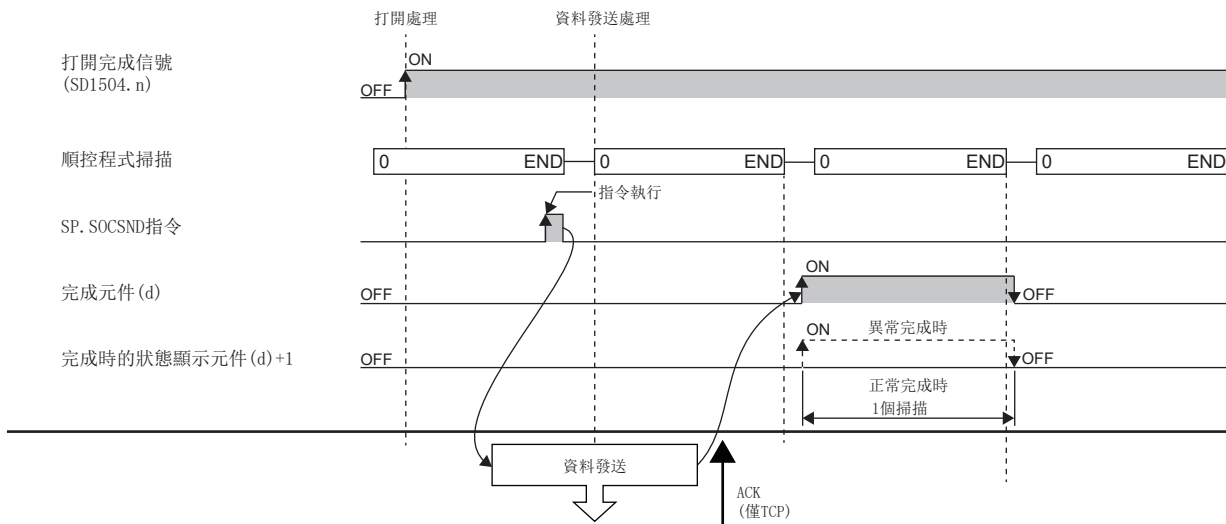 打開處理 資料發送處理
打開完成信號
(SD1504.n)
ON
OFF
順控程式掃描
0 END 0 END 0 END 0 END
指令執行
SP.SOCSND指令
完成元件(d)
OFF
ON
OFF
完成時的狀態顯示元件(d)+1
OFF
ON 異常完成時
OFF
正常完成時
1個掃描
資料發送
ACK
(僅TCP)